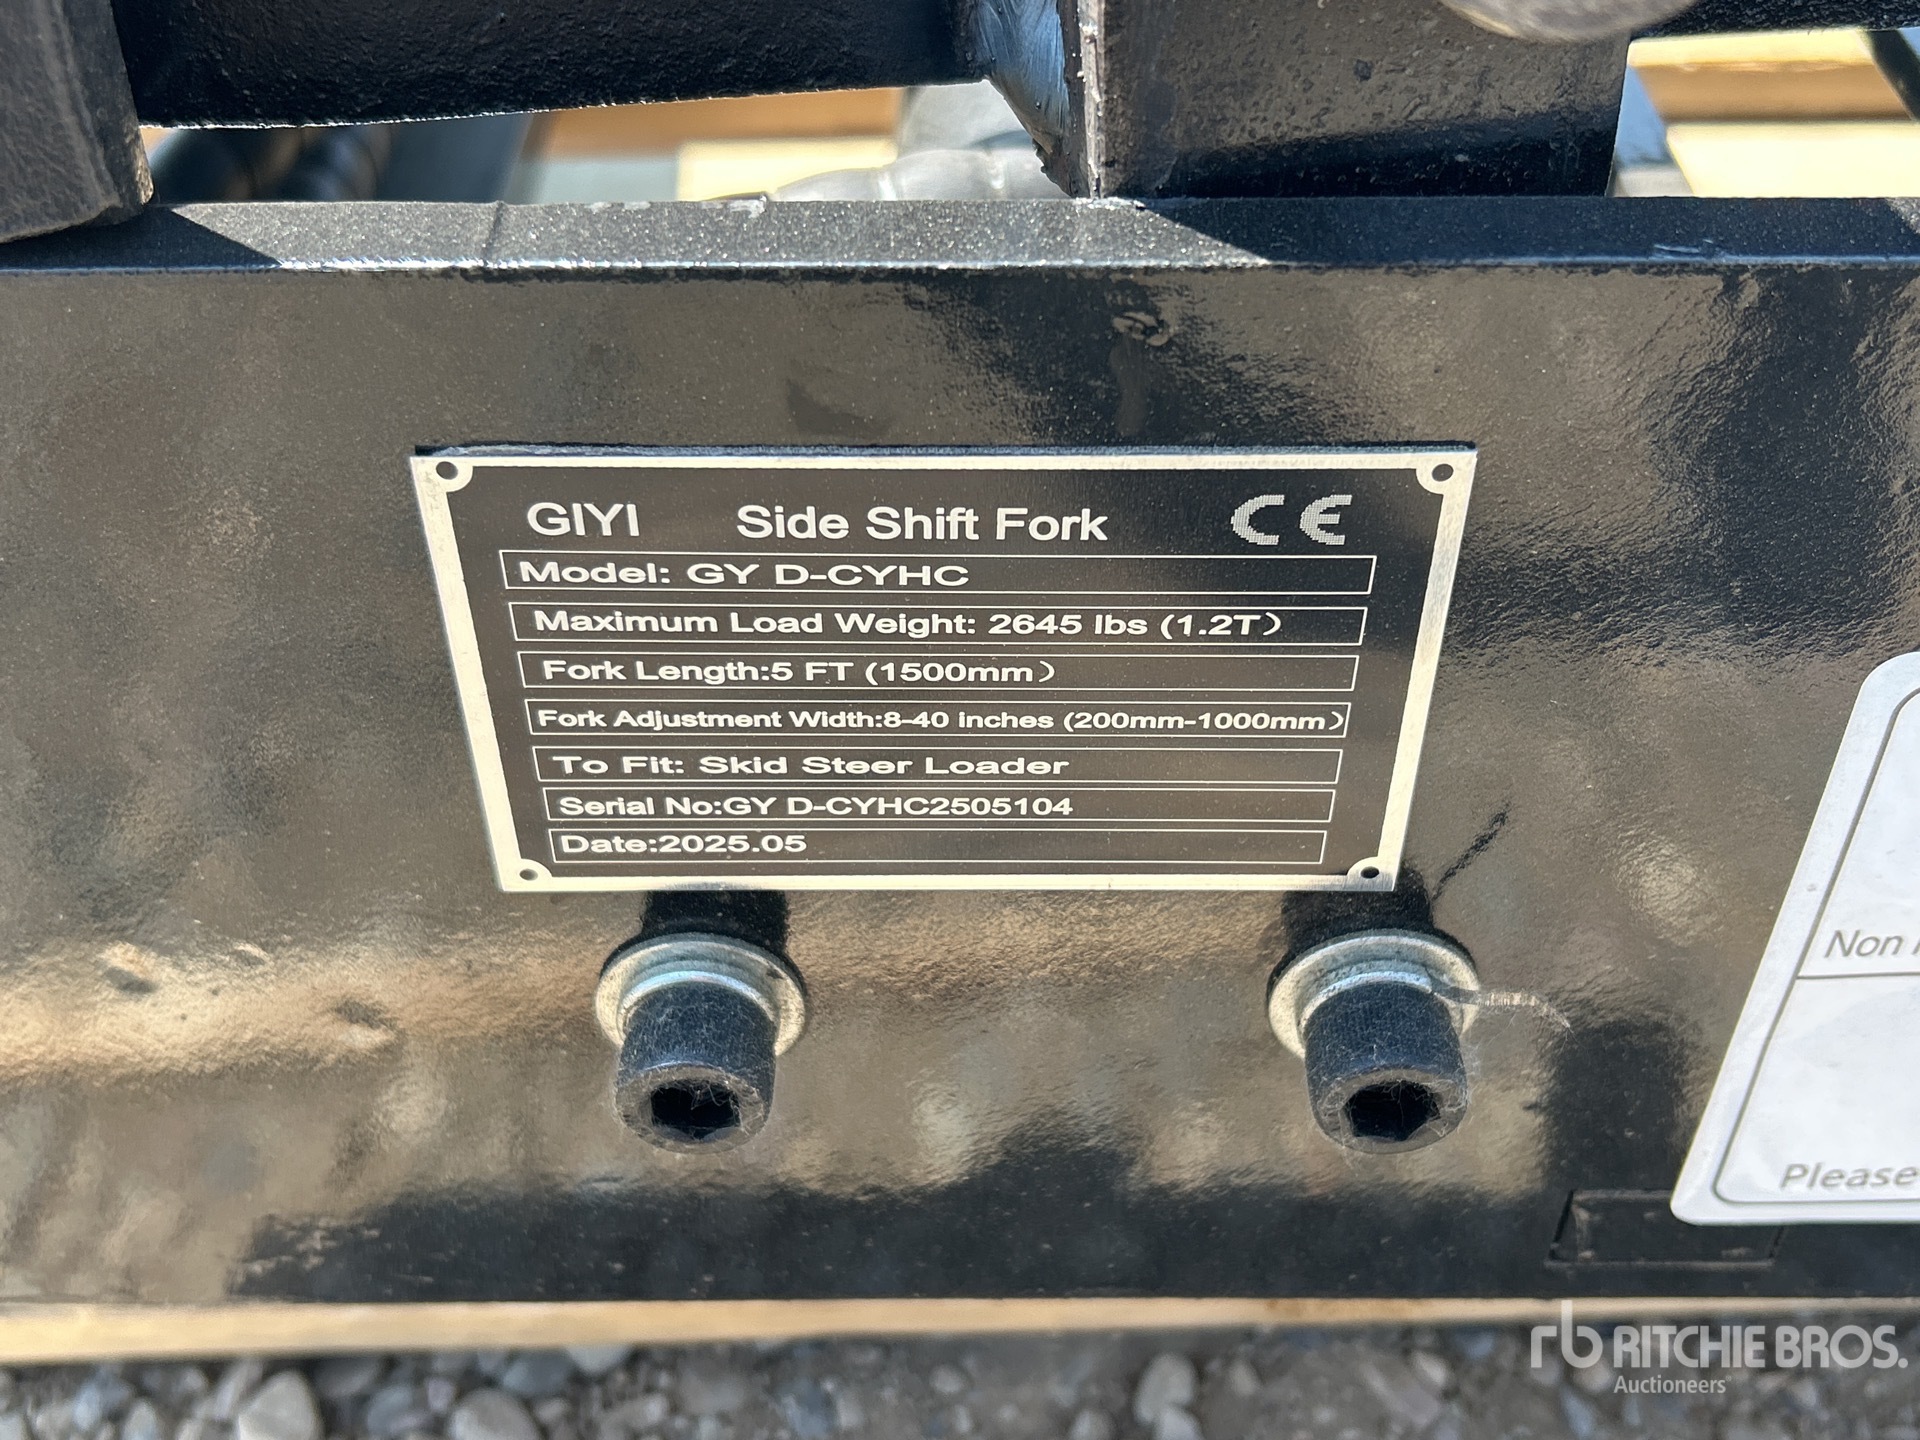 GIYI Side Shift Fork CE
Model: GY D-CYHC
Maximum Load Weight: 2645 lbs (1.2T)
Fork Length:5 FT (1500mm)
Fork Adjustment Width:8-40 inches (200mm-1000mm)
To Fit: Skid Steer Loader
Serial No:GY D-CYHC2505104
Date:2025.05
Non
Please
rb RITCHIE BROS.
Auctioneers